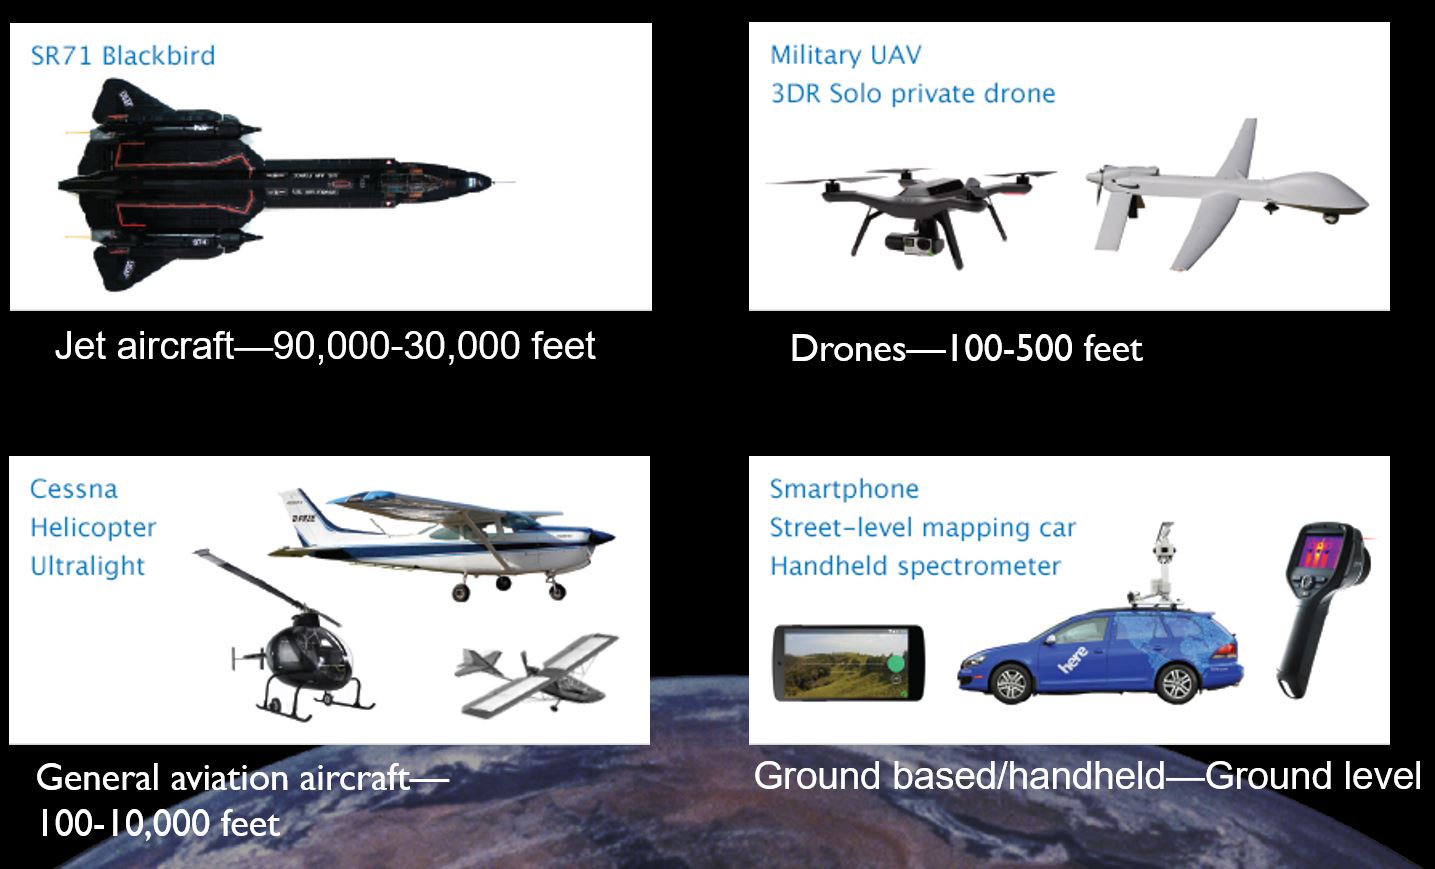 SR71 Blackbird
Jet aircraft—90,000-30,000 feet
Military UAV
3DR Solo private drone
Drones—100-500 feet
Cessna
Helicopter
Ultralight
General aviation aircraft—
100-10,000 feet
Smartphone
Street-level mapping car
Handheld spectrometer
here
Ground based/handheld—Ground level